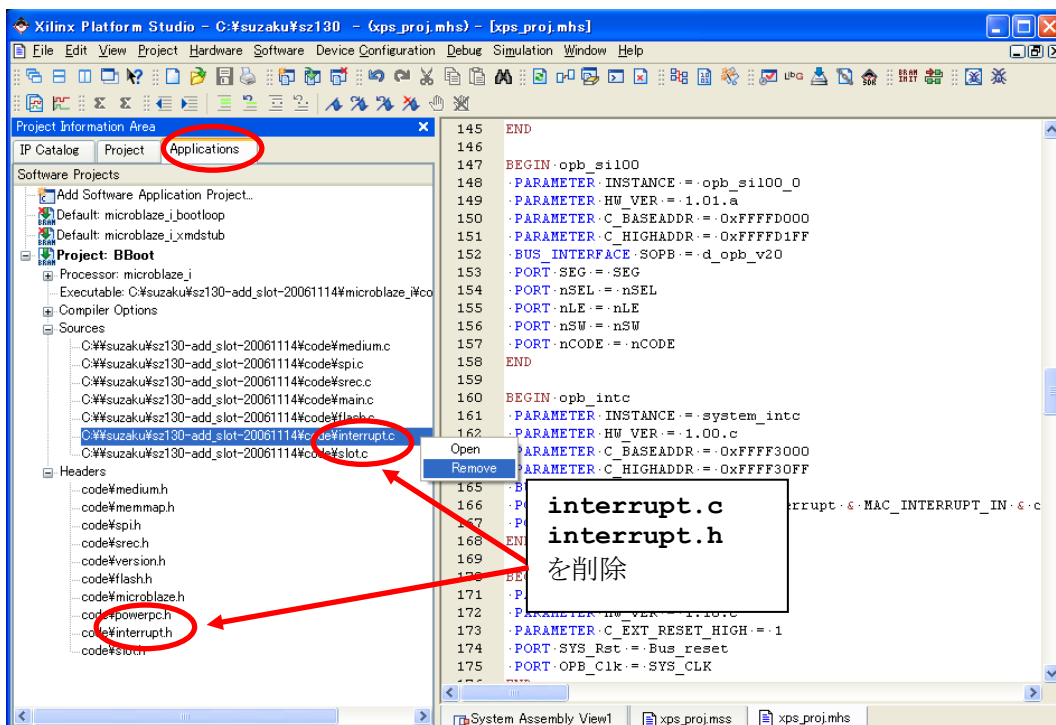 Xilinx Platform Studio - C:¥suzaku¥sz130 - (xps_proj.mhs) - [xps_proj.mhs]
File Edit View Project Hardware Software Device Configuration Debug Simulation Window Help
Project Information Area
IP Catalog Project Applications
Software Projects
Add Software Application Project...
Default: microblaze_i_bootloop
Default: microblaze_i_xmdstub
Project: BBoot
Processor: microblaze_i
Executable: C:¥suzaku¥sz130-add_slot-20061114¥microblaze_i¥co
Compiler Options
Sources
C:¥¥suzaku¥sz130-add_slot-20061114¥code¥medium.c
C:¥¥suzaku¥sz130-add_slot-20061114¥code¥spi.c
C:¥¥suzaku¥sz130-add_slot-20061114¥code¥srec.c
C:¥¥suzaku¥sz130-add_slot-20061114¥code¥main.c
C:¥¥suzaku¥sz130-add_slot-20061114¥code¥flash.c
C:¥¥suzaku¥sz130-add_slot-20061114¥code¥interrupt.c
C:¥¥suzaku¥sz130-add_slot-20061114¥code¥slot.c
Headers
code¥medium.h
code¥memmap.h
code¥spi.h
code¥srec.h
code¥version.h
code¥flash.h
code¥microblaze.h
code¥powerpc.h
code¥interrupt.h
code¥slot.h
Open
Remove
145 END
146
147 BEGIN·opb_sil00
148 ·PARAMETER·INSTANCE·=·opb_sil00_0
149 ·PARAMETER·HW_VER·=·1.01.a
150 ·PARAMETER·C_BASEADDR·=·0xFFFFD000
151 ·PARAMETER·C_HIGHADDR·=·0xFFFFD1FF
152 ·BUS_INTERFACE·SOPB·=·d_opb_v20
153 ·PORT·SEG·=·SEG
154 ·PORT·nSEL·=·nSEL
155 ·PORT·nLE·=·nLE
156 ·PORT·nSW·=·nSW
157 ·PORT·nCODE·=·nCODE
158 END
159
160 BEGIN·opb_intc
161 ·PARAMETER·INSTANCE·=·system_intc
162 ·PARAMETER·HW_VER·=·1.00.c
·PARAMETER·C_BASEADDR·=·0xFFFF3000
·PARAMETER·C_HIGHADDR·=·0xFFFF30FF
165
166 errupt·&·MAC_INTERRUPT_IN·&·c
167
168
169
171
172
173 ·PARAMETER·C_EXT_RESET_HIGH·=·1
174 ·PORT·SYS_Rst·=·Bus_reset
175 ·PORT·OPB_Clk·=·SYS_CLK
interrupt.c
interrupt.h
を削除
System Assembly View1 xps_proj.mss xps_proj.mhs